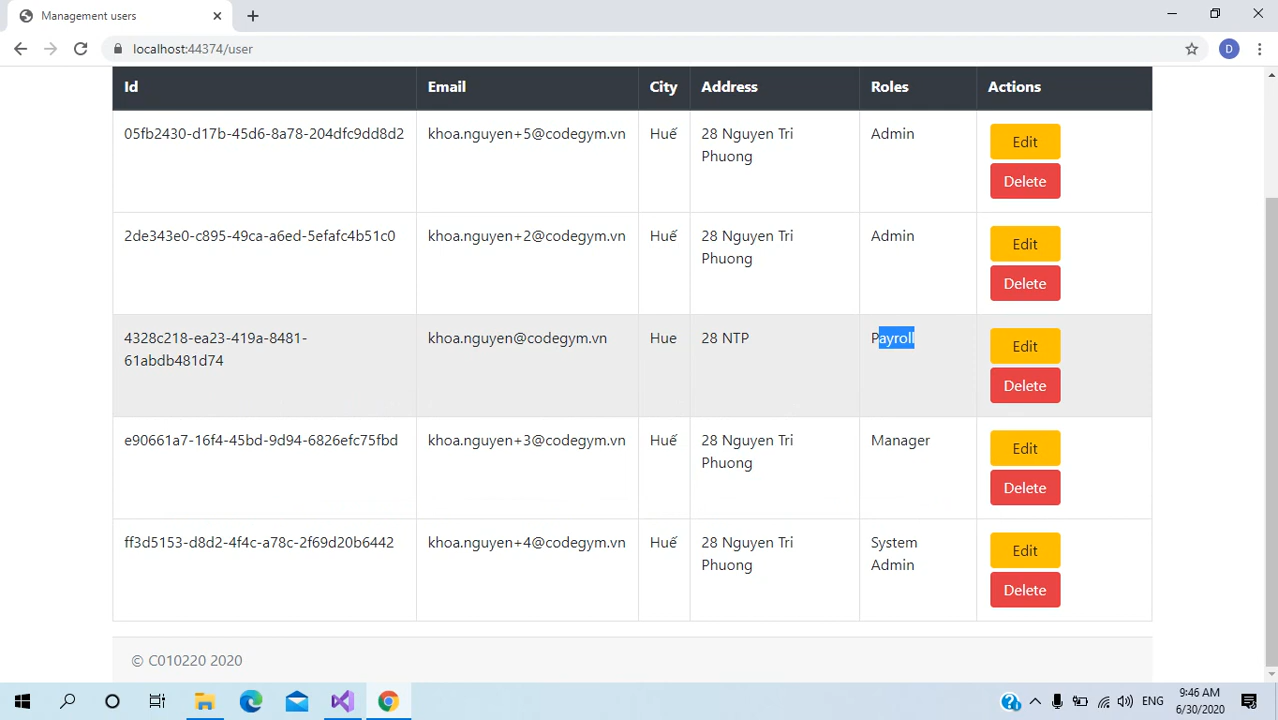 Management users
localhost:44374/user
D
Id Email City Address Roles Actions
05fb2430-d17b-45d6-8a78-204dfc9dd8d2 khoa.nguyen+5@codegym.vn Huế 28 Nguyen Tri Admin Edit
Phuong
Delete
2de343e0-c895-49ca-a6ed-5efafc4b51c0 khoa.nguyen+2@codegym.vn Huế 28 Nguyen Tri Admin Edit
Phuong
Delete
4328c218-ea23-419a-8481- khoa.nguyen@codegym.vn Hue 28 NTP Payroll Edit
61abdb481d74
Delete
e90661a7-16f4-45bd-9d94-6826efc75fbd khoa.nguyen+3@codegym.vn Huế 28 Nguyen Tri Manager Edit
Phuong
Delete
ff3d5153-d8d2-4f4c-a78c-2f69d20b6442 khoa.nguyen+4@codegym.vn Huế 28 Nguyen Tri System Edit
Phuong Admin
Delete
© C010220 2020
ENG 9:46 AM
6/30/2020